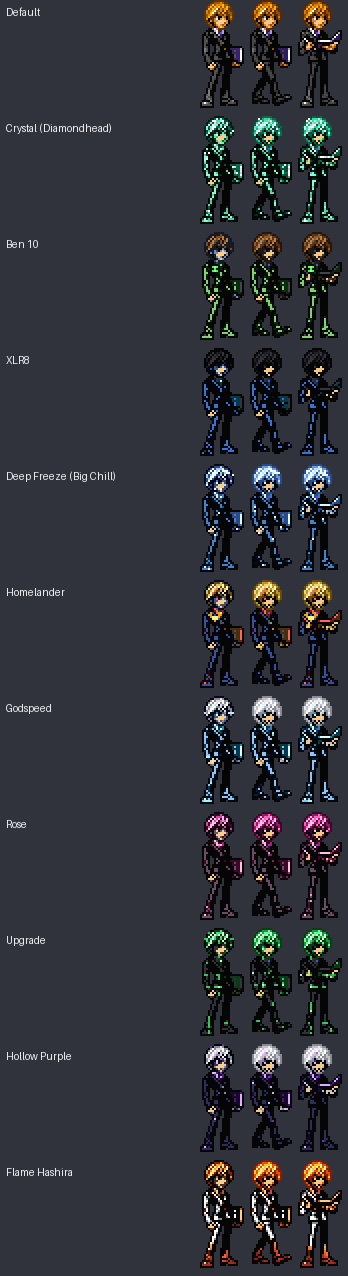 Default
Crystal (Diamondhead)
Ben 10
XLR8
Deep Freeze (Big Chill)
Homelander
Godspeed
Rose
Upgrade
Hollow Purple
Flame Hashira